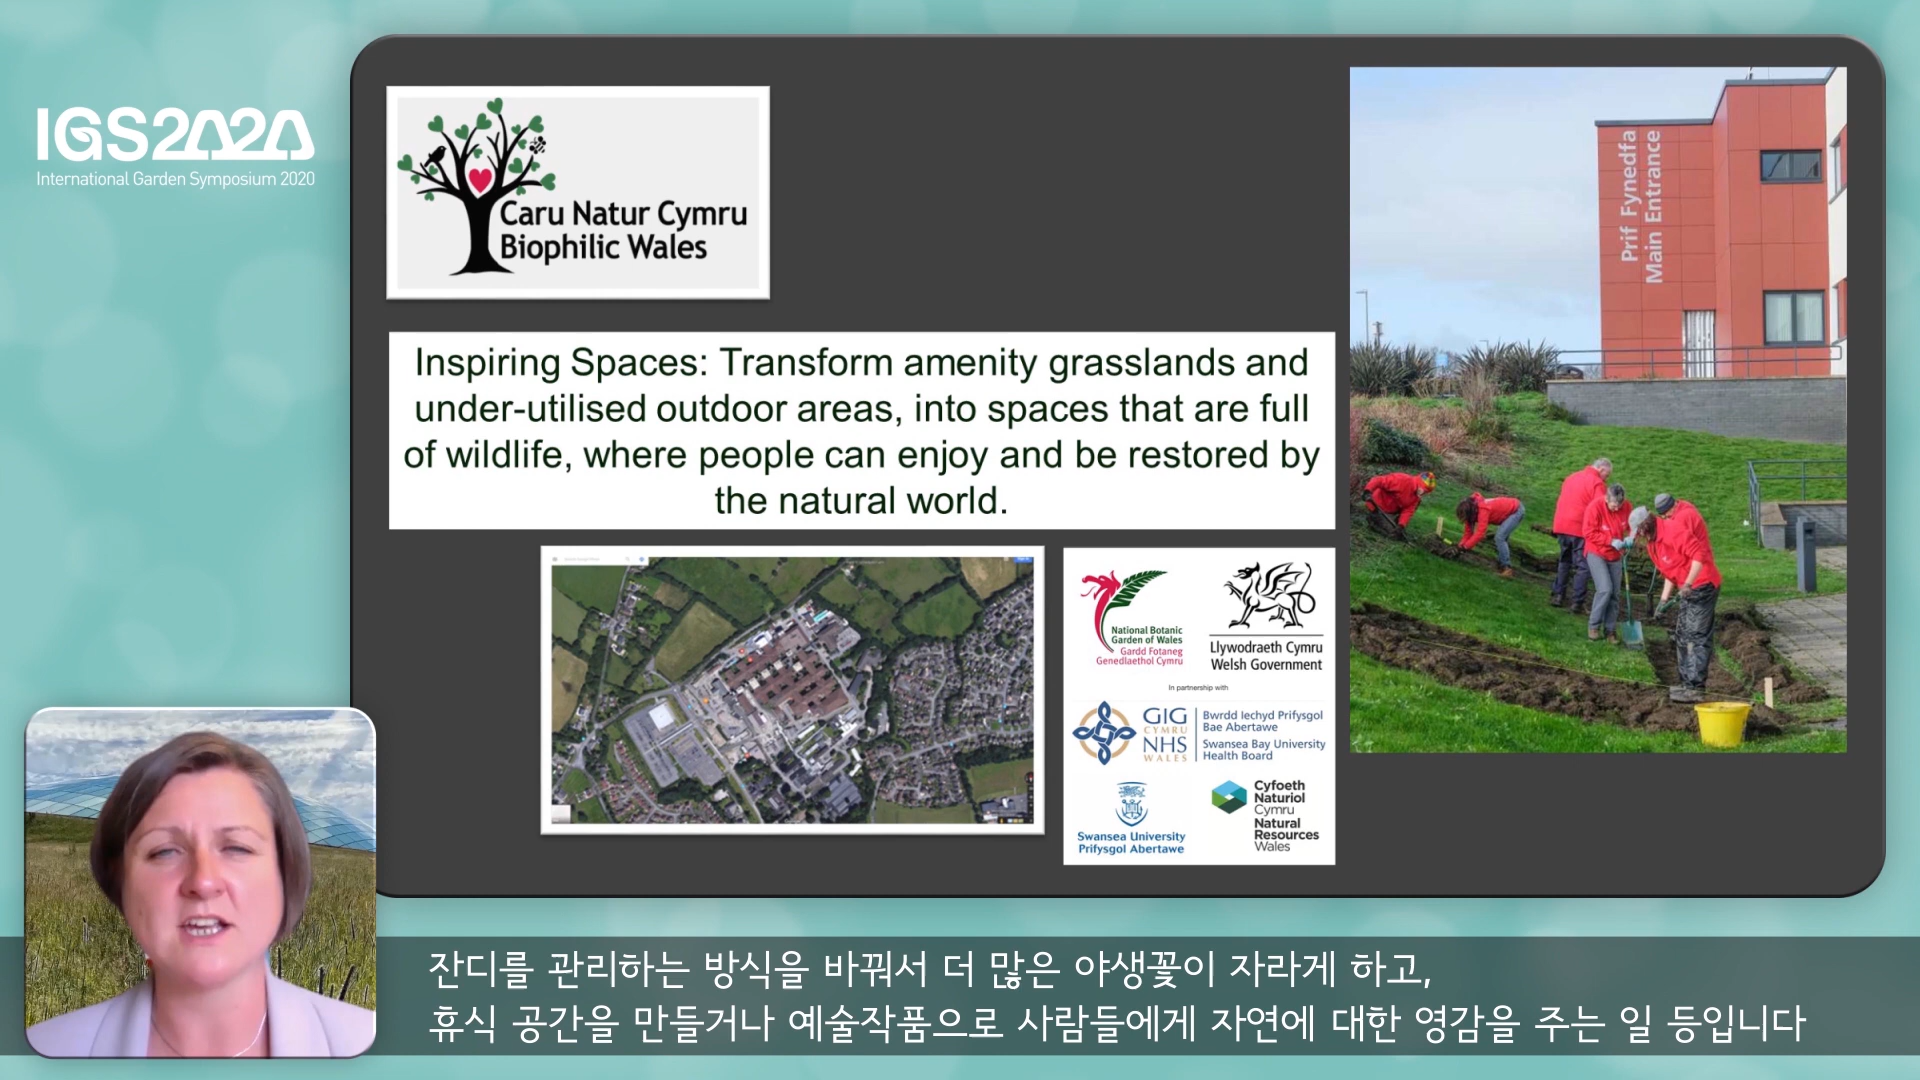 IGS2020
International Garden Symposium 2020
Caru Natur Cymru
Biophilic Wales
Inspiring Spaces: Transform amenity grasslands and
under-utilised outdoor areas, into spaces that are full
of wildlife, where people can enjoy and be restored by
the natural world.
Prif Fynedfa
Main Entrance
National Botanic
Garden of Wales
Gardd Fotaneg
Genedlaethol Cymru
Llywodraeth Cymru
Welsh Government
In partnership with
GIG
CYMRU
NHS
WALES
Bwrdd Iechyd Prifysgol
Bae Abertawe
Swansea Bay University
Health Board
Swansea University
Prifysgol Abertawe
Cyfoeth
Naturiol
Cymru
Natural
Resources
Wales
잔디를 관리하는 방식을 바꿔서 더 많은 야생꽃이 자라게 하고,
휴식 공간을 만들거나 예술작품으로 사람들에게 자연에 대한 영감을 주는 일 등입니다